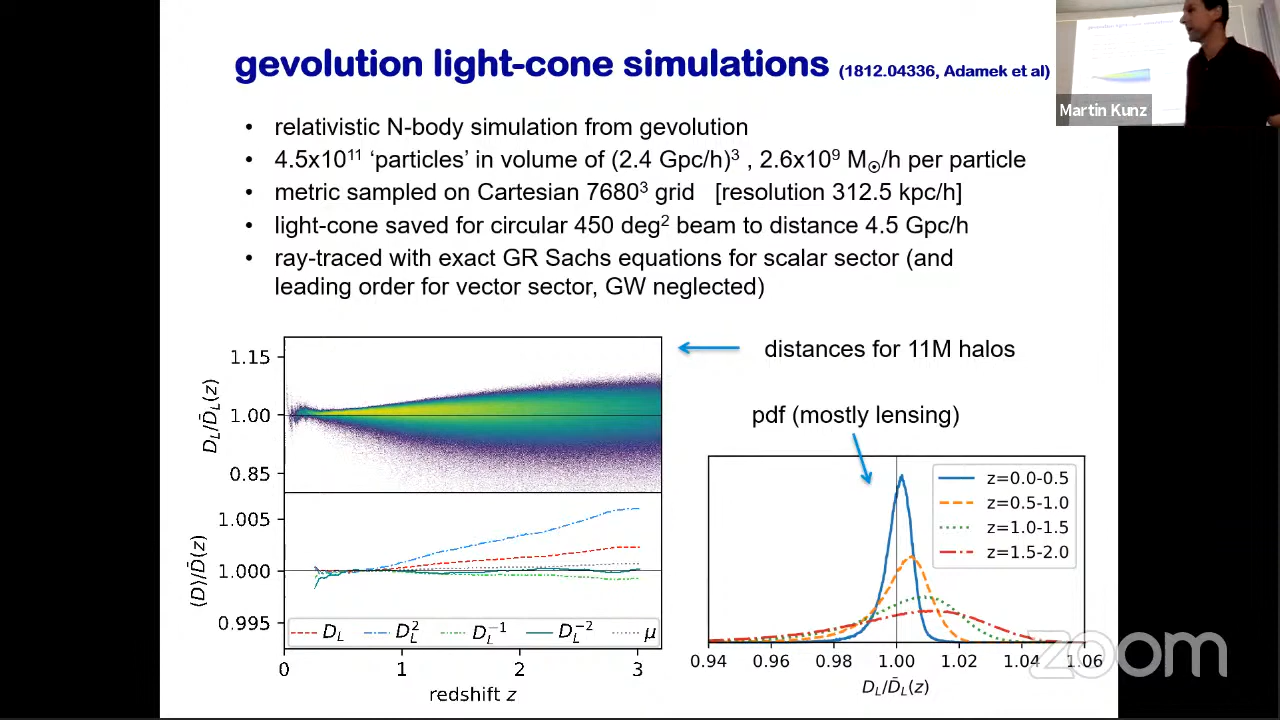 gevolution light-cone simulations (1812.04336, Adamek et al)
Martin Kunz
• relativistic N-body simulation from gevolution
• 4.5x10¹¹ ‘particles’ in volume of (2.4 Gpc/h)³ , 2.6x10⁹ M☉/h per particle
• metric sampled on Cartesian 7680³ grid [resolution 312.5 kpc/h]
• light-cone saved for circular 450 deg² beam to distance 4.5 Gpc/h
• ray-traced with exact GR Sachs equations for scalar sector (and
leading order for vector sector, GW neglected)
distances for 11M halos
pdf (mostly lensing)
D_L/D̄_L(z)
1.15
1.00
0.85
⟨D⟩/D̄(z)
1.005
1.000
0.995
D_L D_L² D_L⁻¹ D_L⁻² μ
0 1 2 3
redshift z
z=0.0-0.5
z=0.5-1.0
z=1.0-1.5
z=1.5-2.0
0.94 0.96 0.98 1.00 1.02 1.04 1.06
D_L/D̄_L(z)
zoom